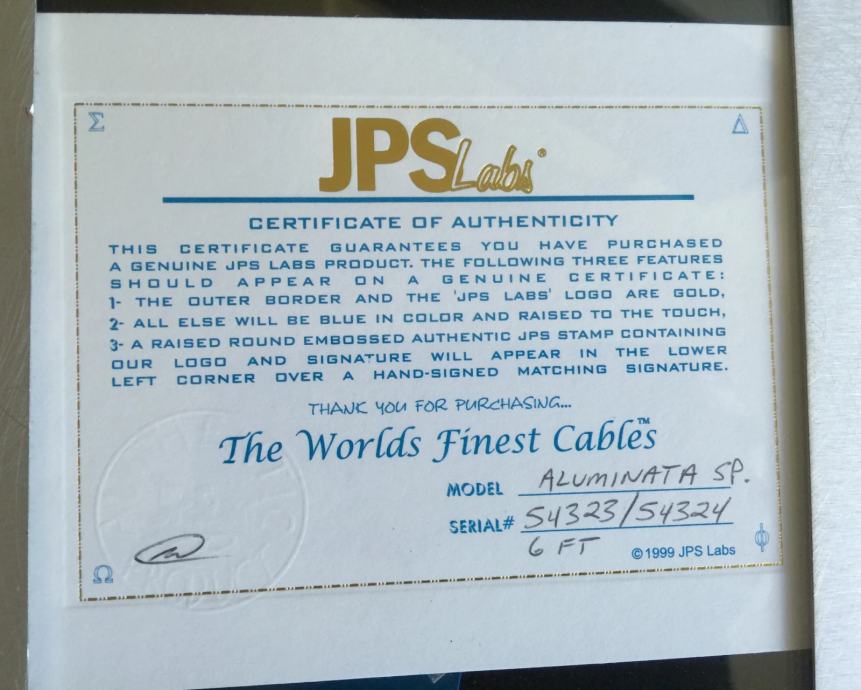 Σ Δ
JPS Labs®
CERTIFICATE OF AUTHENTICITY
THIS CERTIFICATE GUARANTEES YOU HAVE PURCHASED
A GENUINE JPS LABS PRODUCT. THE FOLLOWING THREE FEATURES
SHOULD APPEAR ON A GENUINE CERTIFICATE:
1- THE OUTER BORDER AND THE 'JPS LABS' LOGO ARE GOLD,
2- ALL ELSE WILL BE BLUE IN COLOR AND RAISED TO THE TOUCH,
3- A RAISED ROUND EMBOSSED AUTHENTIC JPS STAMP CONTAINING
OUR LOGO AND SIGNATURE WILL APPEAR IN THE LOWER
LEFT CORNER OVER A HAND-SIGNED MATCHING SIGNATURE.
THANK YOU FOR PURCHASING...
The Worlds Finest Cables™
MODEL ALUMINATA SP.
SERIAL# 54323/54324
6 FT
©1999 JPS Labs
Ω Φ